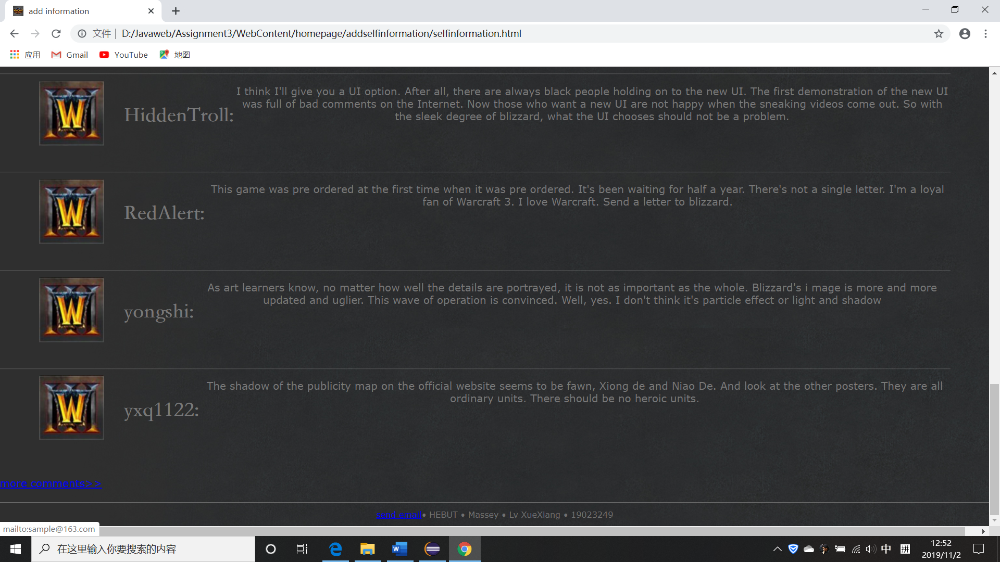 add information
文件 | D:/Javaweb/Assignment3/WebContent/homepage/addselfinformation/selfinformation.html
应用 Gmail YouTube 地图
I think I'll give you a UI option. After all, there are always black people holding on to the new UI. The first demonstration of the new UI
was full of bad comments on the Internet. Now those who want a new UI are not happy when the sneaking videos come out. So with
the sleek degree of blizzard, what the UI chooses should not be a problem.
HiddenTroll:
This game was pre ordered at the first time when it was pre ordered. It's been waiting for half a year. There's not a single letter. I'm a loyal
fan of Warcraft 3. I love Warcraft. Send a letter to blizzard.
RedAlert:
As art learners know, no matter how well the details are portrayed, it is not as important as the whole. Blizzard's i mage is more and more
updated and uglier. This wave of operation is convinced. Well, yes. I don't think it's particle effect or light and shadow
yongshi:
The shadow of the publicity map on the official website seems to be fawn, Xiong de and Niao De. And look at the other posters. They are all
ordinary units. There should be no heroic units.
yxq1122:
more comments>>
send email• HEBUT • Massey • Lv XueXiang • 19023249
mailto:sample@163.com
在这里输入你要搜索的内容
中 拼 12:52
2019/11/2